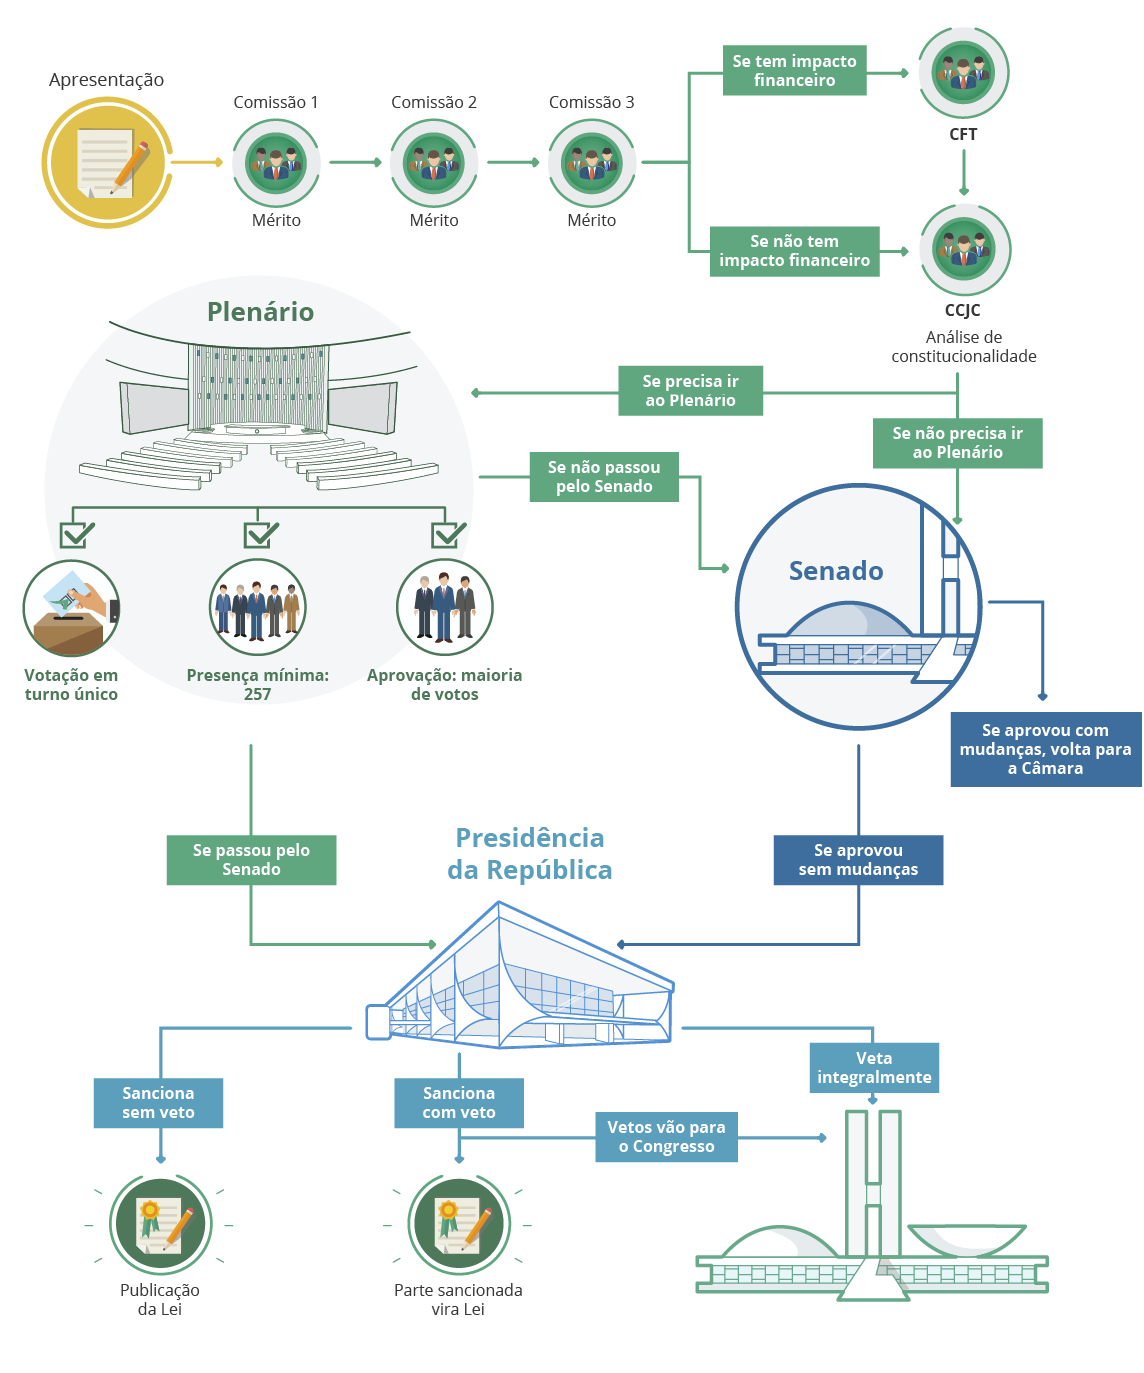 Apresentação
Comissão 1
Mérito
Comissão 2
Mérito
Comissão 3
Mérito
Se tem impacto
financeiro
CFT
Se não tem
impacto financeiro
CCJC
Análise de
constitucionalidade
Se precisa ir
ao Plenário
Se não precisa ir
ao Plenário
Plenário
Votação em
turno único
Presença mínima:
257
Aprovação: maioria
de votos
Se não passou
pelo Senado
Senado
Se aprovou com
mudanças, volta para
a Câmara
Se passou pelo
Senado
Se aprovou
sem mudanças
Presidência
da República
Sanciona
sem veto
Sanciona
com veto
Veta
integralmente
Vetos vão para
o Congresso
Publicação
da Lei
Parte sancionada
vira Lei